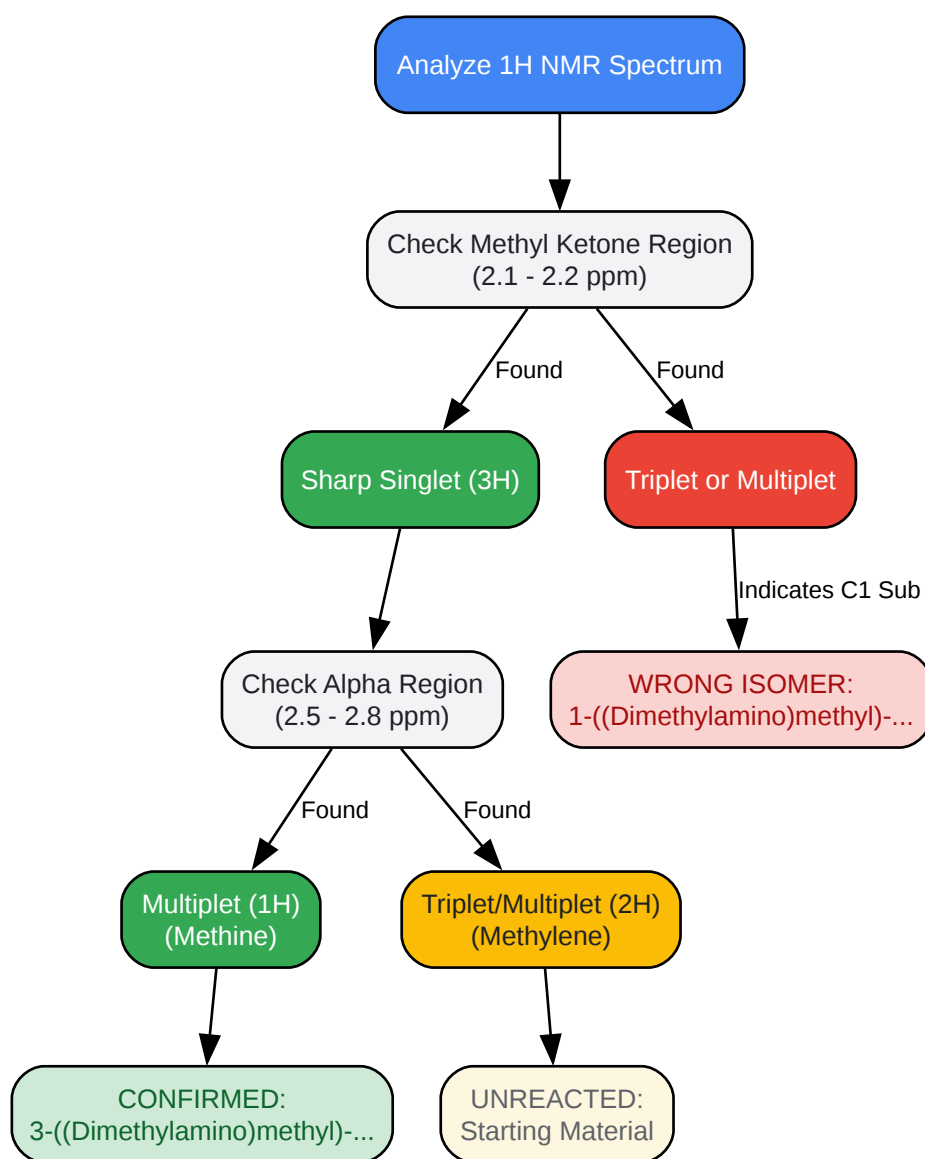 Analyze 1H NMR Spectrum
Check Methyl Ketone Region
(2.1 - 2.2 ppm)
Found
Found
Sharp Singlet (3H)
Triplet or Multiplet
Indicates C1 Sub
Check Alpha Region
(2.5 - 2.8 ppm)
WRONG ISOMER:
1-((Dimethylamino)methyl)-...
Found
Found
Multiplet (1H)
(Methine)
Triplet/Multiplet (2H)
(Methylene)
CONFIRMED:
3-((Dimethylamino)methyl)-...
UNREACTED:
Starting Material